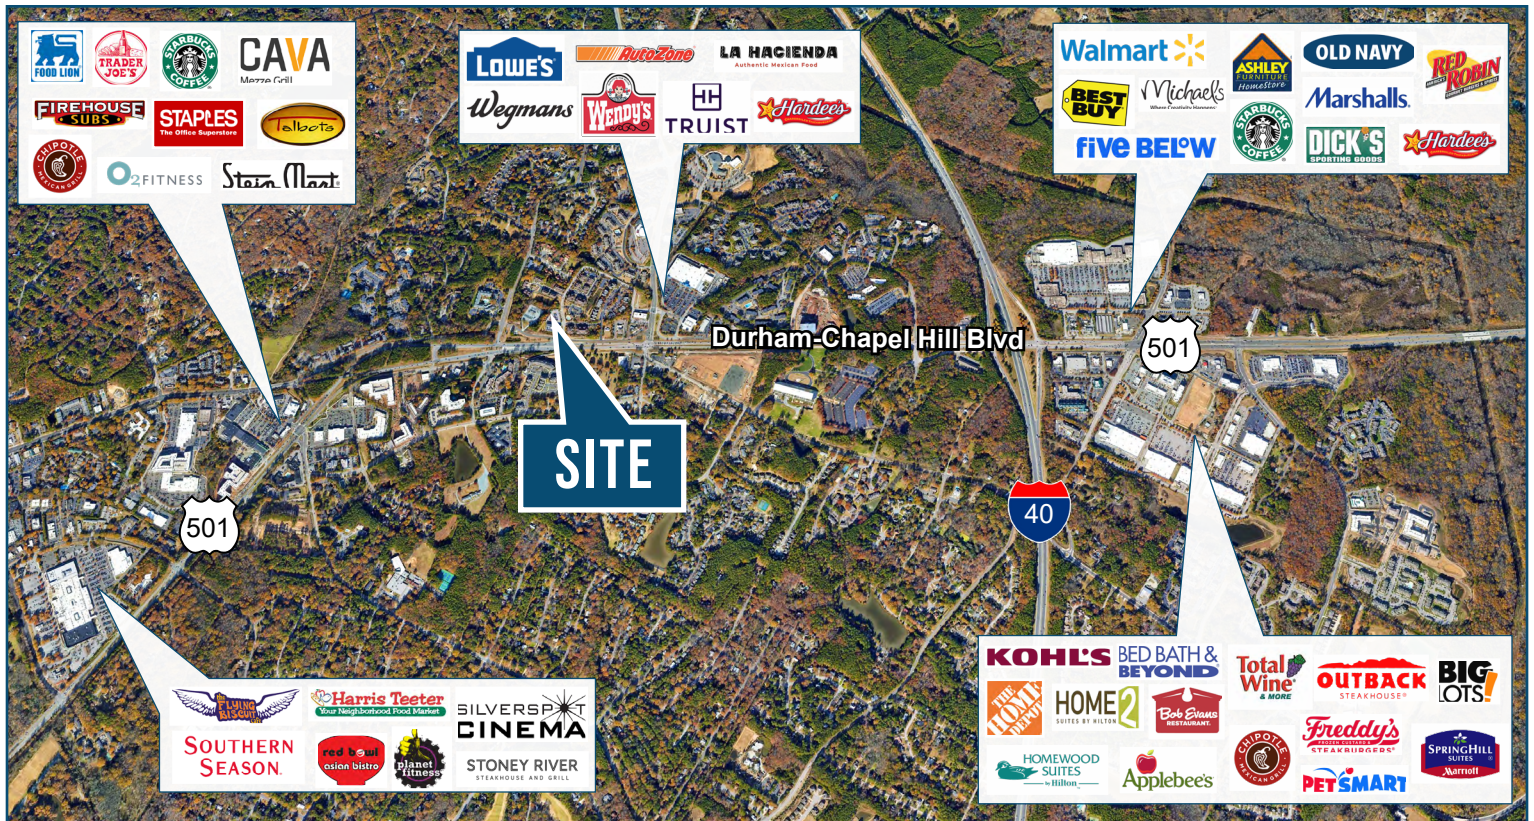 FOOD LION
TRADER
JOE'S
STARBUCKS
COFFEE
CAVA
Mezze Grill
FIREHOUSE
SUBS
STAPLES
The Office Superstore
Talbots
CHIPOTLE
MEXICAN GRILL
O2FITNESS
Stein Mart
LOWE'S
AutoZone
LA HACIENDA
Authentic Mexican Food
Wegmans
WENDY'S
TRUIST
Hardee's
Walmart
ASHLEY
FURNITURE
HomeStore
OLD NAVY
RED
ROBIN
BEST
BUY
Michaels
Where Creativity Happens
STARBUCKS
COFFEE
Marshalls.
five BELOW
DICK'S
SPORTING GOODS
Hardee's
Durham-Chapel Hill Blvd
501
SITE
501
40
THE
FLYING
BISCUIT
CAFE
Harris Teeter
Your Neighborhood Food Market
SILVERSPOT
CINEMA
SOUTHERN
SEASON
red bowl
asian bistro
planet
fitness
STONEY RIVER
STEAKHOUSE AND GRILL
KOHL'S
BED BATH &
BEYOND
Total
Wine
& MORE
OUTBACK
STEAKHOUSE®
BIG
LOTS!
THE
HOME
DEPOT
HOME2
SUITES BY HILTON
Bob Evans
RESTAURANT.
CHIPOTLE
MEXICAN GRILL
Freddy's
FROZEN CUSTARD &
STEAKBURGERS
SPRINGHILL
SUITES
Marriott
HOMEWOOD
SUITES
by Hilton
Applebee's
PETSMART